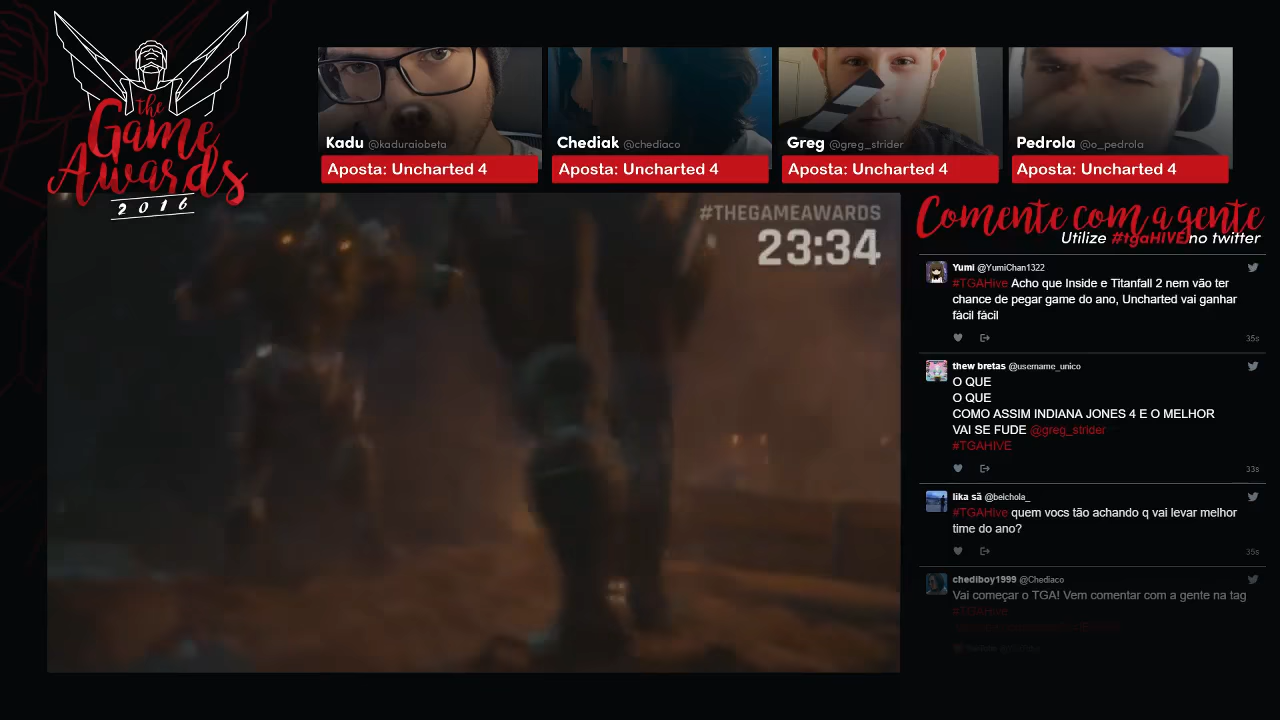 the
Game
Awards
2016
Kadu @kaduraiobeta
Aposta: Uncharted 4
Chediak @chediaco
Aposta: Uncharted 4
Greg @greg_strider
Aposta: Uncharted 4
Pedrola @o_pedrola
Aposta: Uncharted 4
#THEGAMEAWARDS
23:34
Comente com a gente
Utilize #tgaHIVE no twitter
Yumi @YumiChan1322
#TGAHive Acho que Inside e Titanfall 2 nem vão ter
chance de pegar game do ano, Uncharted vai ganhar
fácil fácil
35s
thew bretas @username_unico
O QUE
O QUE
COMO ASSIM INDIANA JONES 4 E O MELHOR
VAI SE FUDE @greg_strider
#TGAHIVE
33s
lika sã @beichola_
#TGAHive quem vocs tão achando q vai levar melhor
time do ano?
35s
chediboy1999 @Chediaco
Vai começar o TGA! Vem comentar com a gente na tag
#TGAHive